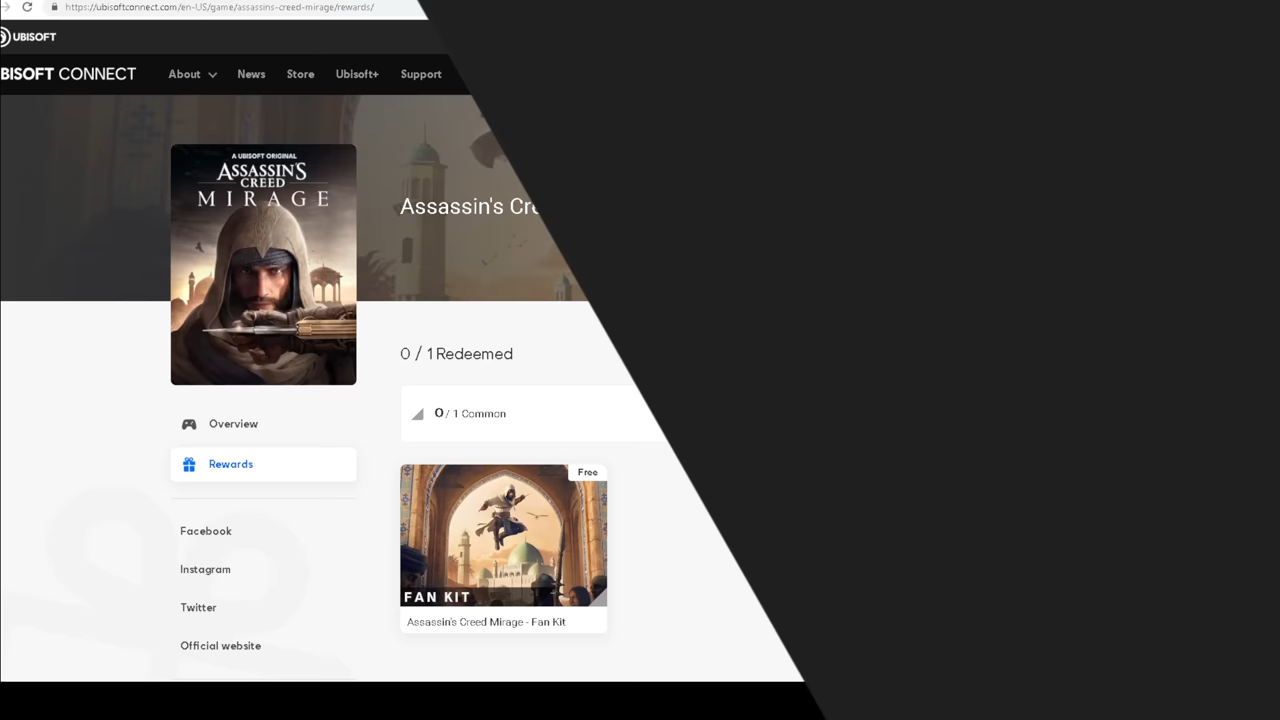 https://ubisoftconnect.com/en-US/game/assassins-creed-mirage/rewards/
UBISOFT
BISOFT CONNECT
About
News
Store
Ubisoft+
Support
A UBISOFT ORIGINAL
ASSASSIN'S
CREED
MIRAGE
Assassin's Cr
0 / 1 Redeemed
0 / 1 Common
Overview
Rewards
Free
FAN KIT
Assassin's Creed Mirage - Fan Kit
Facebook
Instagram
Twitter
Official website